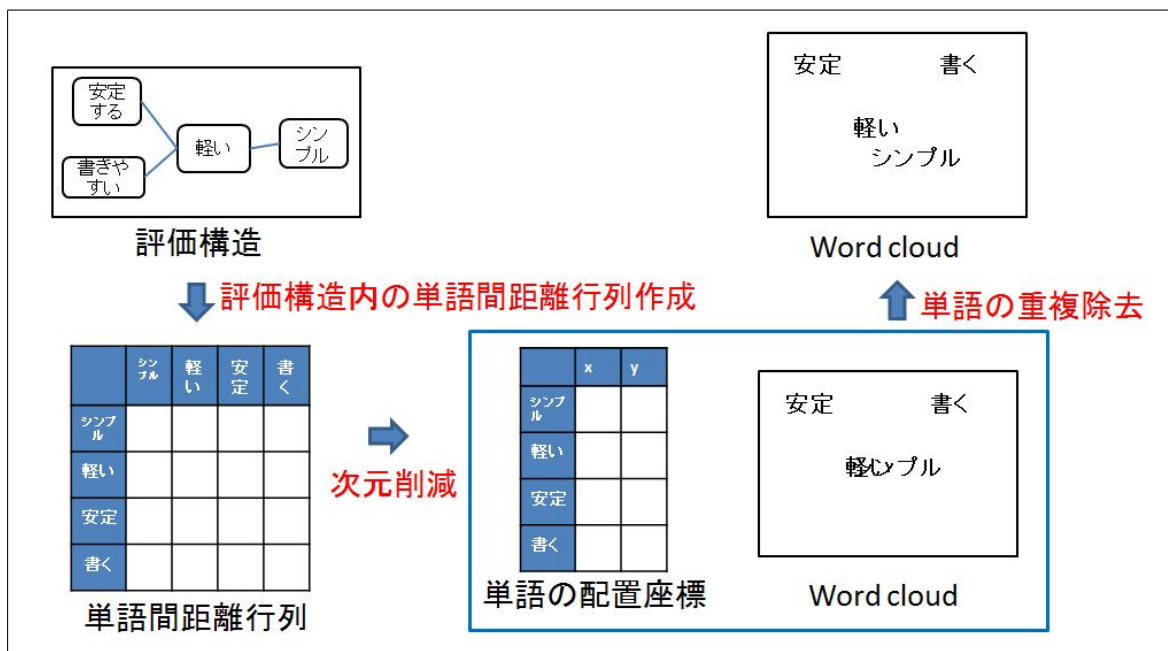 安定
する
軽い
シン
プル
書きや
すい
評価構造
評価構造内の単語間距離行列作成
シン
プル
軽
い
安
定
書
く
シンプ
ル
軽い
安定
書く
単語間距離行列
次元削減
x y
シンプ
ル
軽い
安定
書く
単語の配置座標
安定 書く
プル
Word cloud
単語の重複除去
安定 書く
軽い
シンプル
Word cloud